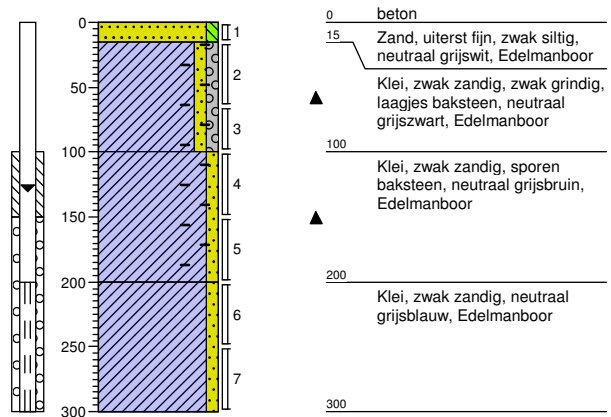 0
50
100
150
200
250
300
1
2
3
4
5
6
7
0 beton
15 Zand, uiterst fijn, zwak siltig,
neutraal grijswit, Edelmanboor
Klei, zwak zandig, zwak grindig,
laagjes baksteen, neutraal
grijszwart, Edelmanboor
100
Klei, zwak zandig, sporen
baksteen, neutraal grijsbruin,
Edelmanboor
200
Klei, zwak zandig, neutraal
grijsblauw, Edelmanboor
300